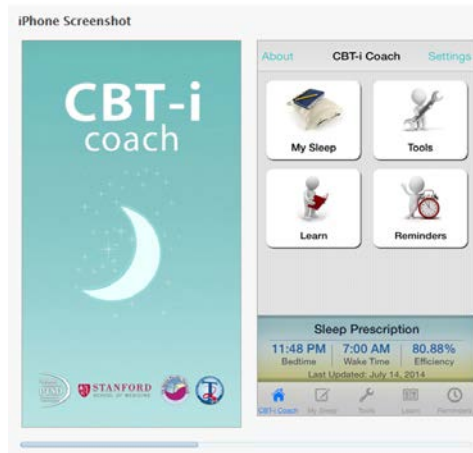 iPhone Screenshot
CBT-i
coach
STANFORD
SCHOOL OF MEDICINE
About CBT-i Coach Settings
My Sleep Tools
Learn Reminders
Sleep Prescription
11:48 PM 7:00 AM 80.88%
Bedtime Wake Time Efficiency
Last Updated: July 14, 2014
CBT-i Coach My Sleep Tools Learn Reminders